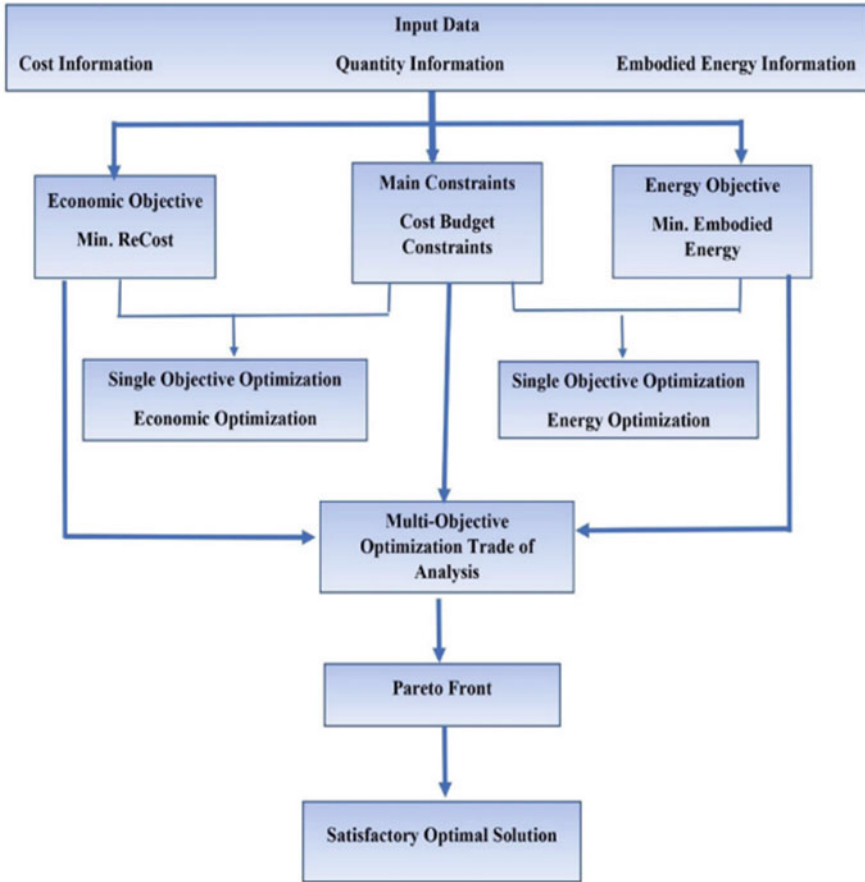 Input Data
Cost Information Quantity Information Embodied Energy Information
Economic Objective
Min. ReCost
Main Constraints
Cost Budget
Constraints
Energy Objective
Min. Embodied
Energy
Single Objective Optimization
Economic Optimization
Single Objective Optimization
Energy Optimization
Multi-Objective
Optimization Trade of
Analysis
Pareto Front
Satisfactory Optimal Solution